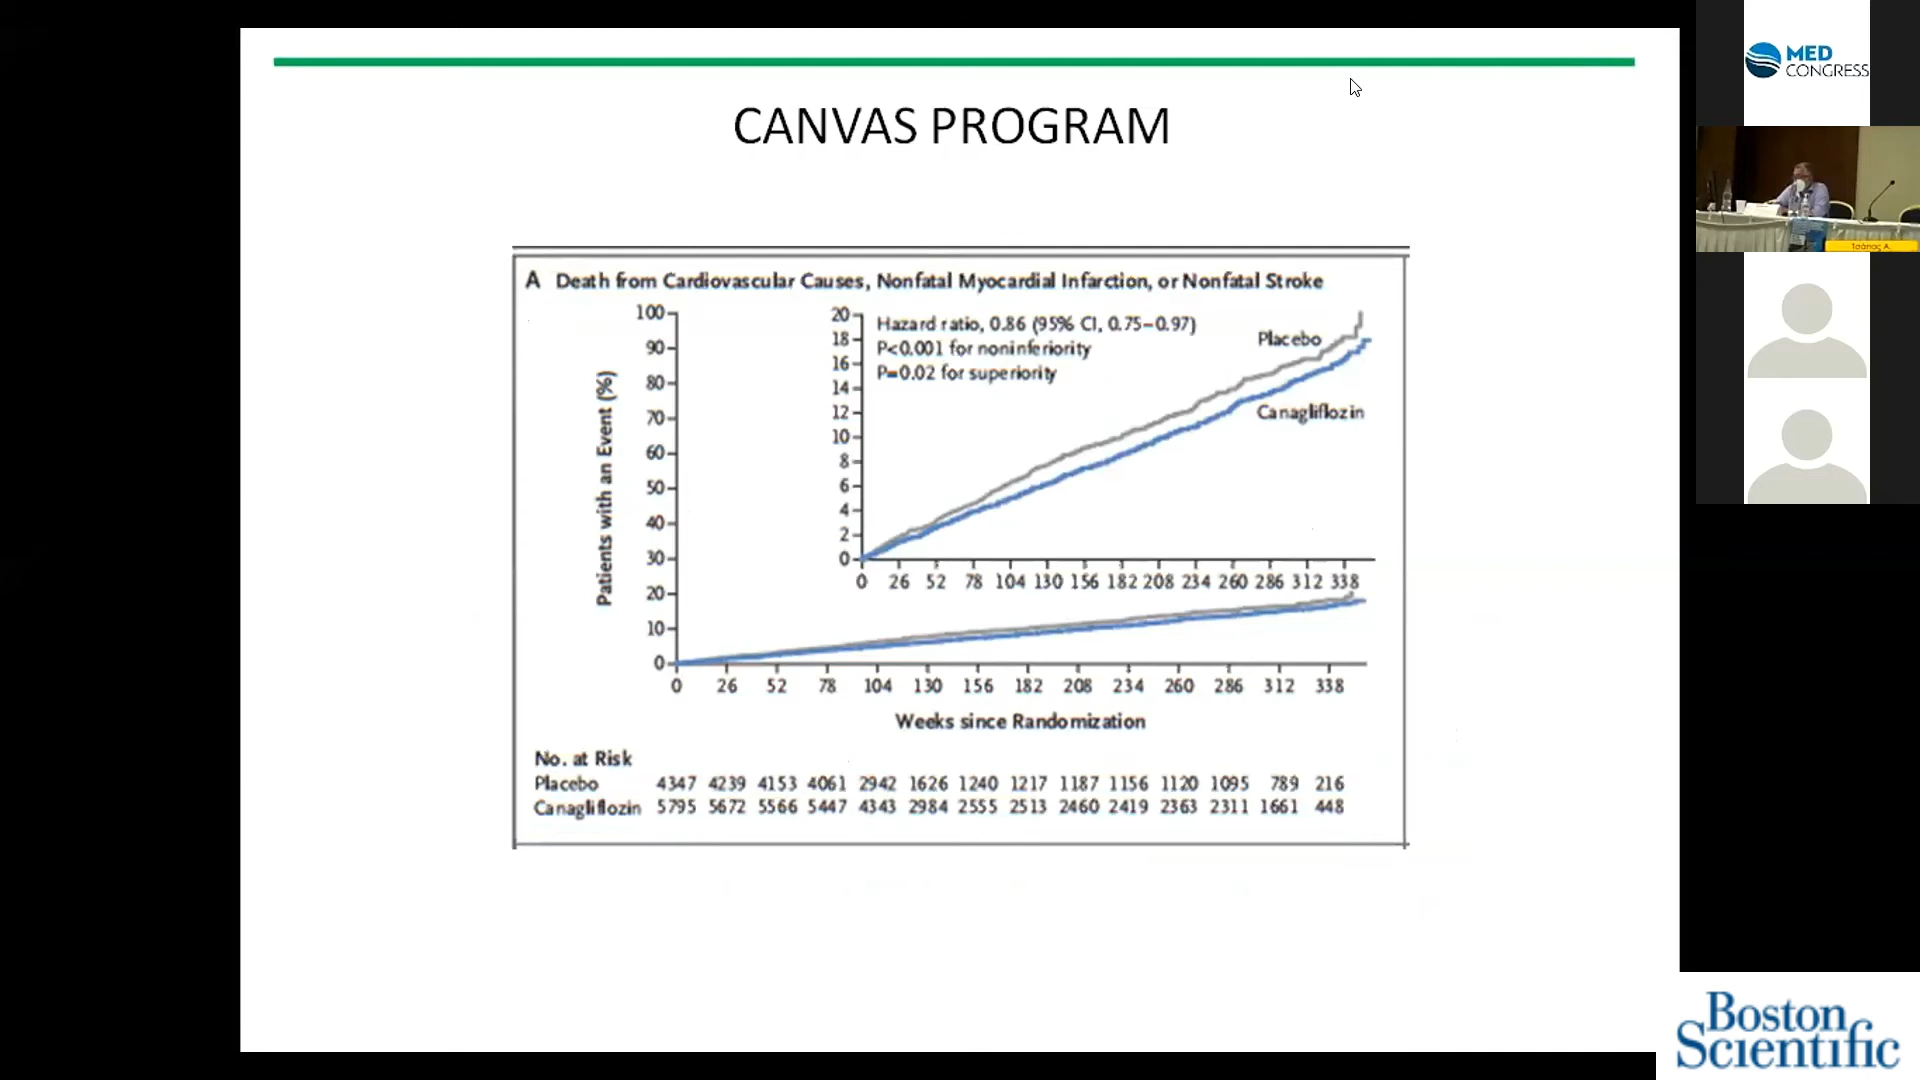 CANVAS PROGRAM
A Death from Cardiovascular Causes, Nonfatal Myocardial Infarction, or Nonfatal Stroke
Patients with an Event (%)
100
90
80
70
60
50
40
30
20
10
0
20
18
16
14
12
10
8
6
4
2
0
Hazard ratio, 0.86 (95% CI, 0.75–0.97)
P<0.001 for noninferiority
P=0.02 for superiority
Placebo
Canagliflozin
0 26 52 78 104 130 156 182 208 234 260 286 312 338
0 26 52 78 104 130 156 182 208 234 260 286 312 338
Weeks since Randomization
No. at Risk
Placebo 4347 4239 4153 4061 2942 1626 1240 1217 1187 1156 1120 1095 789 216
Canagliflozin 5795 5672 5566 5447 4343 2984 2555 2513 2460 2419 2363 2311 1661 448
MED
CONGRESS
Τσάπας Α.
Boston
Scientific